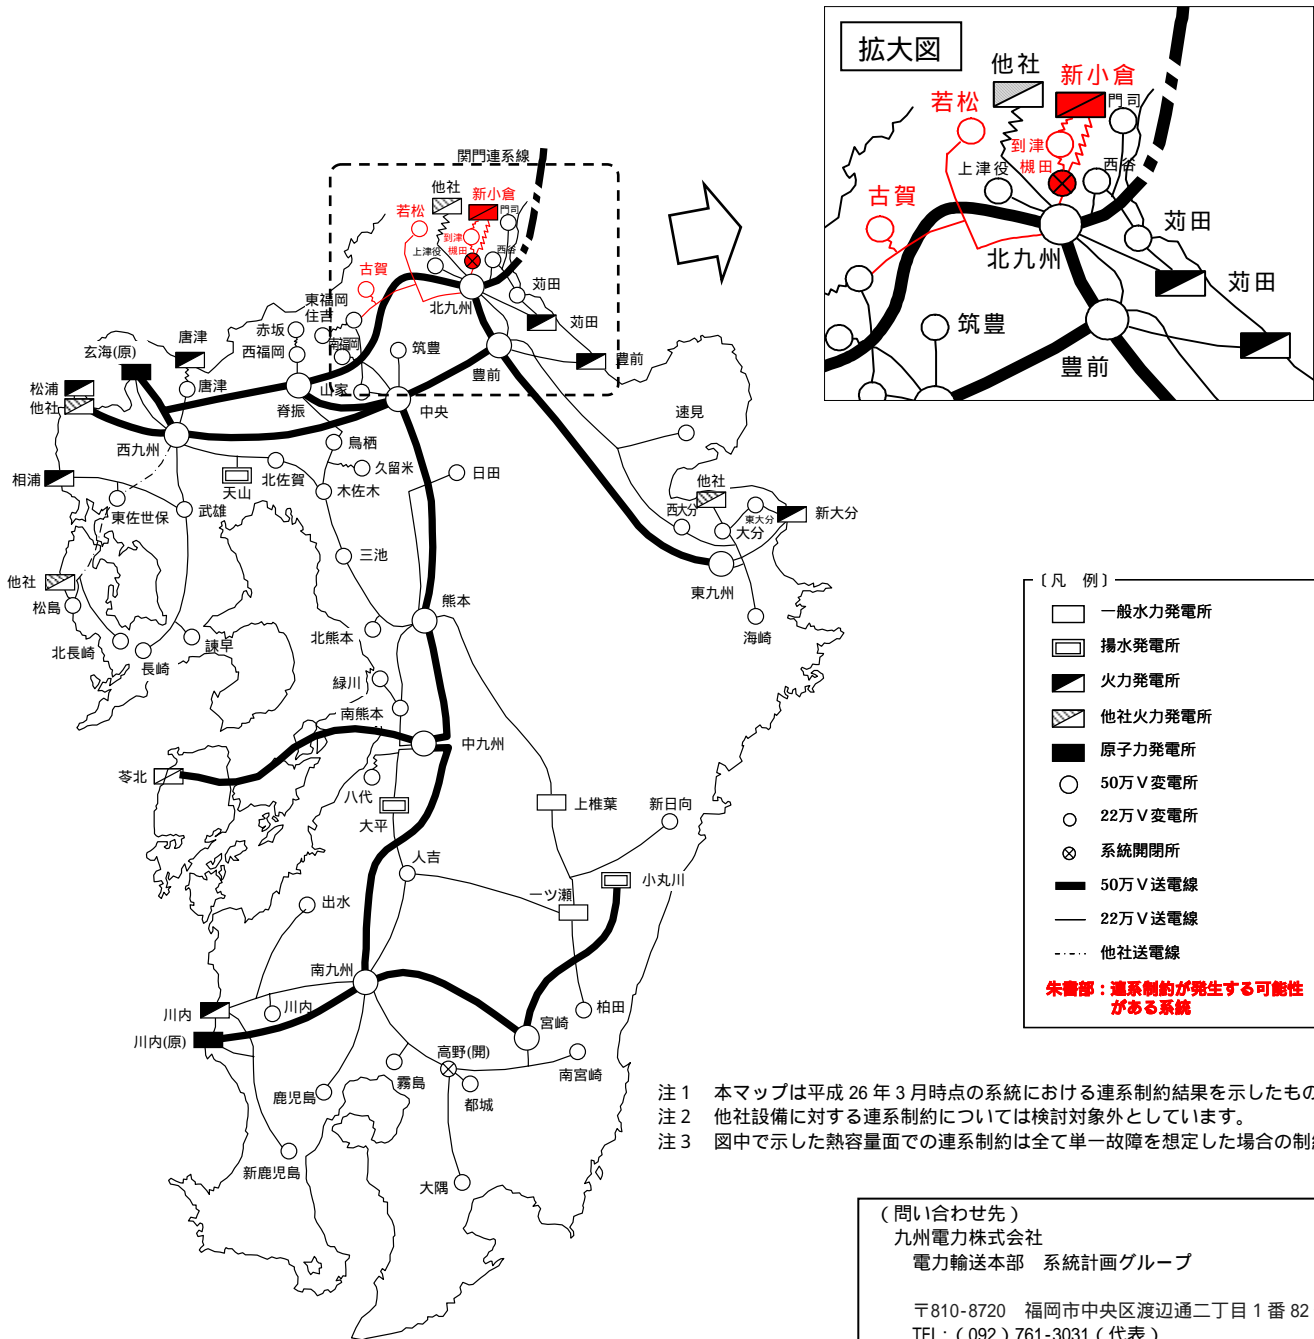 拡大図
他社
新小倉
門司
若松
到津
槻田
上津役
西谷
古賀
苅田
北九州
苅田
筑豊
豊前
関門連系線
他社
新小倉
若松
門司
到津
槻田
上津役
西谷
古賀
苅田
東福岡
北九州
住吉
赤坂
苅田
唐津
南福岡
西福岡
筑豊
玄海(原)
豊前
豊前
松浦
唐津
山家
他社
脊振
中央
速見
西九州
鳥栖
久留米
日田
相浦
北佐賀
天山
木佐木
他社
東佐世保
武雄
西大分
東大分
新大分
大分
三池
他社
東九州
松島
熊本
海崎
北熊本
諫早
北長崎
長崎
緑川
南熊本
中九州
苓北
八代
上椎葉
新日向
大平
人吉
小丸川
一ツ瀬
出水
南九州
川内
川内
柏田
宮崎
川内(原)
高野(開)
霧島
南宮崎
鹿児島
都城
新鹿児島
大隅
〔凡 例〕
一般水力発電所
揚水発電所
火力発電所
他社火力発電所
原子力発電所
50万V変電所
22万V変電所
系統開閉所
50万V送電線
22万V送電線
他社送電線
朱書部：連系制約が発生する可能性
がある系統
注1 本マップは平成26年3月時点の系統における連系制約結果を示したもの
注2 他社設備に対する連系制約については検討対象外としています。
注3 図中で示した熱容量面での連系制約は全て単一故障を想定した場合の制約
（問い合わせ先）
九州電力株式会社
電力輸送本部 系統計画グループ
〒810-8720 福岡市中央区渡辺通二丁目1番82
TEL：（092）761-3031（代表）